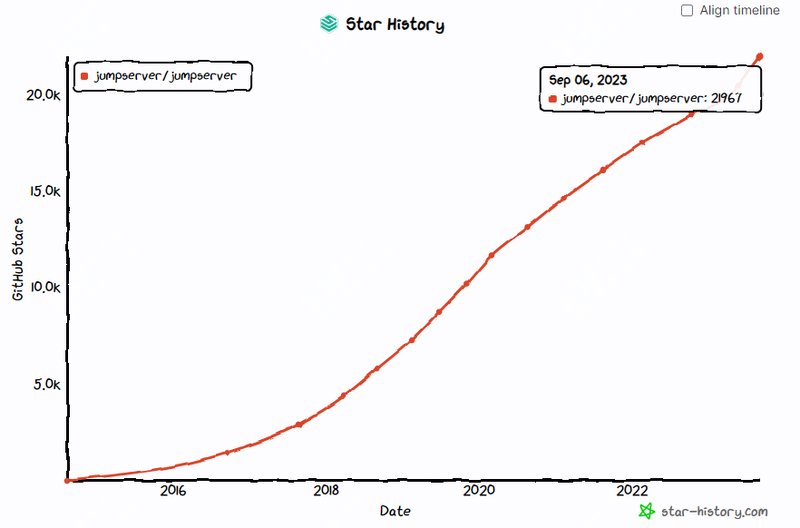 Align timeline
Star History
jumpserver/jumpserver
Sep 06, 2023
jumpserver/jumpserver: 21967
20.0k
15.0k
10.0k
5.0k
GitHub Stars
2016
2018
2020
2022
Date
star-history.com